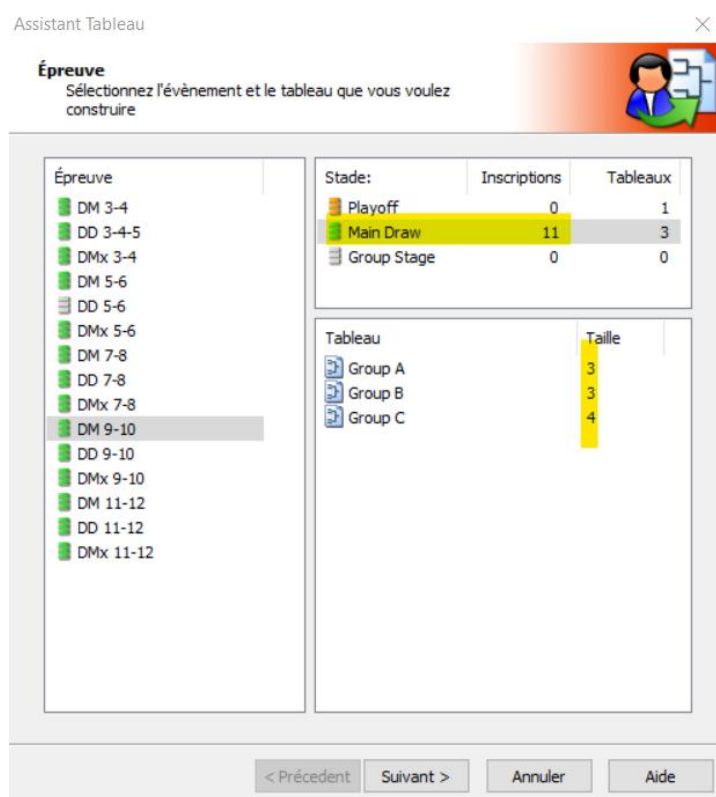 Assistant Tableau
Épreuve
Sélectionnez l'évènement et le tableau que vous voulez
construire
Épreuve
DM 3-4
DD 3-4-5
DMx 3-4
DM 5-6
DD 5-6
DMx 5-6
DM 7-8
DD 7-8
DMx 7-8
DM 9-10
DD 9-10
DMx 9-10
DM 11-12
DD 11-12
DMx 11-12
Stade: Inscriptions Tableaux
Playoff 0 1
Main Draw 11 3
Group Stage 0 0
Tableau Taille
Group A 3
Group B 3
Group C 4
< Précedent Suivant > Annuler Aide